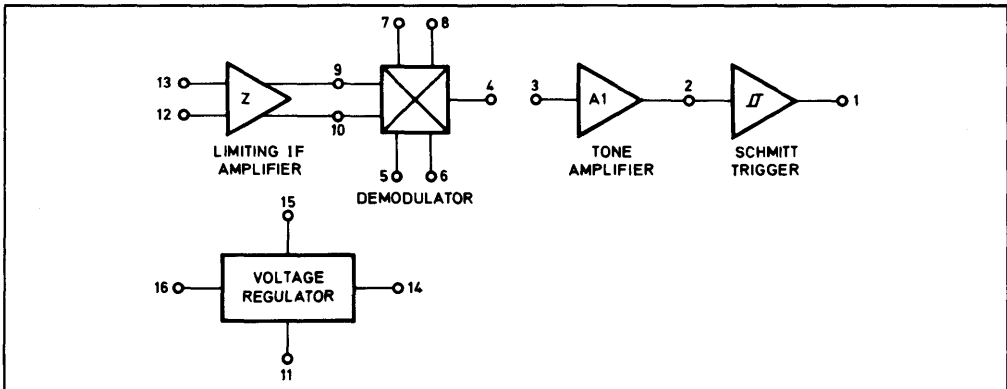 7
8
13
9
4
3
2
1
Z
A1
12
10
LIMITING IF
AMPLIFIER
5
6
DEMODULATOR
TONE
AMPLIFIER
SCHMITT
TRIGGER
15
16
VOLTAGE
REGULATOR
14
11